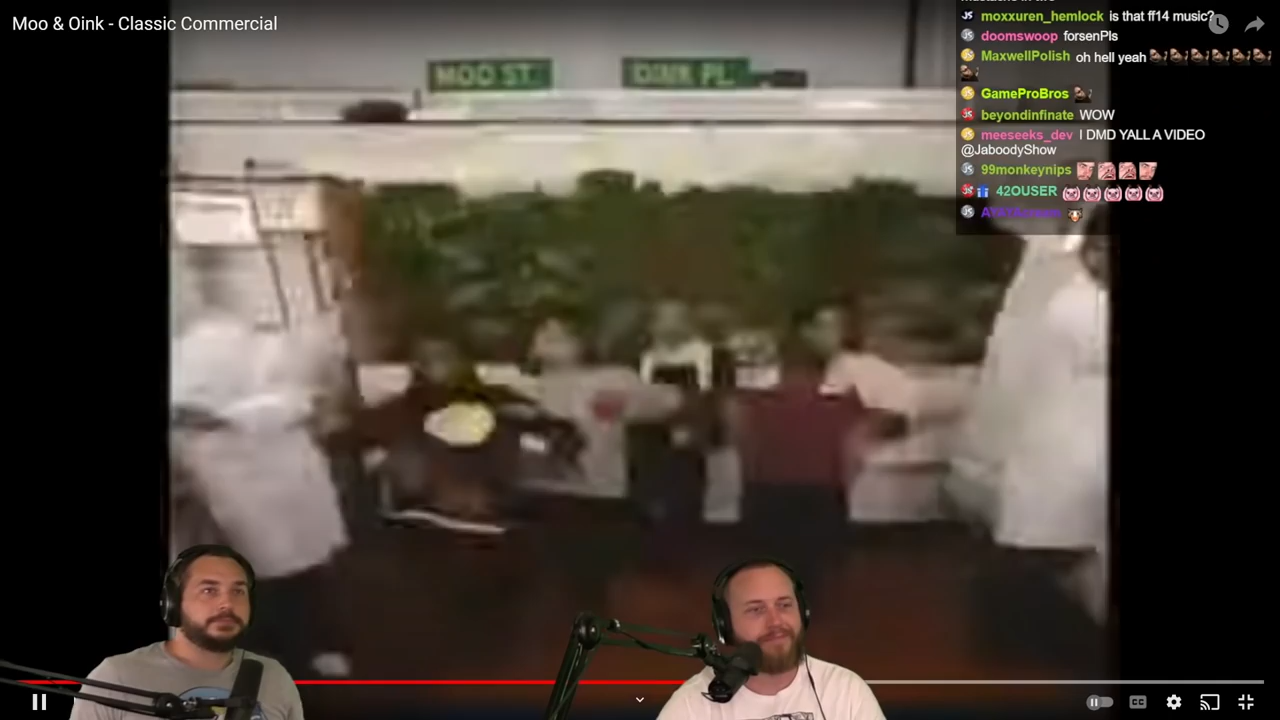 Moo & Oink - Classic Commercial
MOO ST.
OINK PL.
moxxuren_hemlock is that ff14 music?
doomswoop forsenPls
MaxwellPolish oh hell yeah
GameProBros
beyondinfinate WOW
meeseeks_dev I DMD YALL A VIDEO
@JaboodyShow
99monkeynips
42OUSER
CC